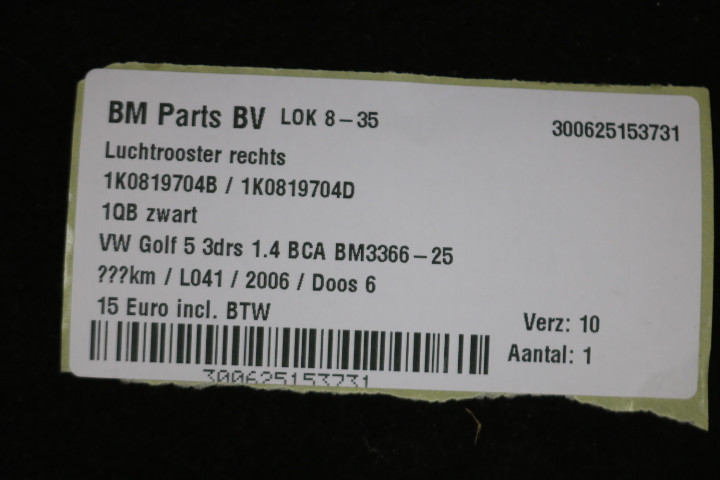 BM Parts BV LOK 8-35
300625153731
Luchtrooster rechts
1K0819704B / 1K0819704D
1QB zwart
VW Golf 5 3drs 1.4 BCA BM3366-25
???km / L041 / 2006 / Doos 6
15 Euro incl. BTW
Verz: 10
Aantal: 1
300625153731